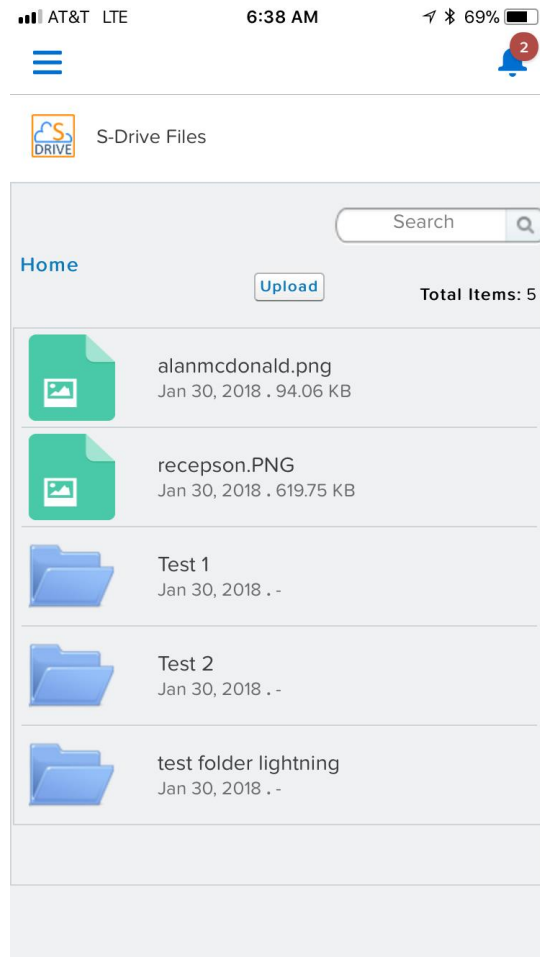 AT&T LTE 6:38 AM 69%
2
S DRIVE S-Drive Files
Search
Home
Upload
Total Items: 5
alanmcdonald.png
Jan 30, 2018 . 94.06 KB
recepson.PNG
Jan 30, 2018 . 619.75 KB
Test 1
Jan 30, 2018 . -
Test 2
Jan 30, 2018 . -
test folder lightning
Jan 30, 2018 . -